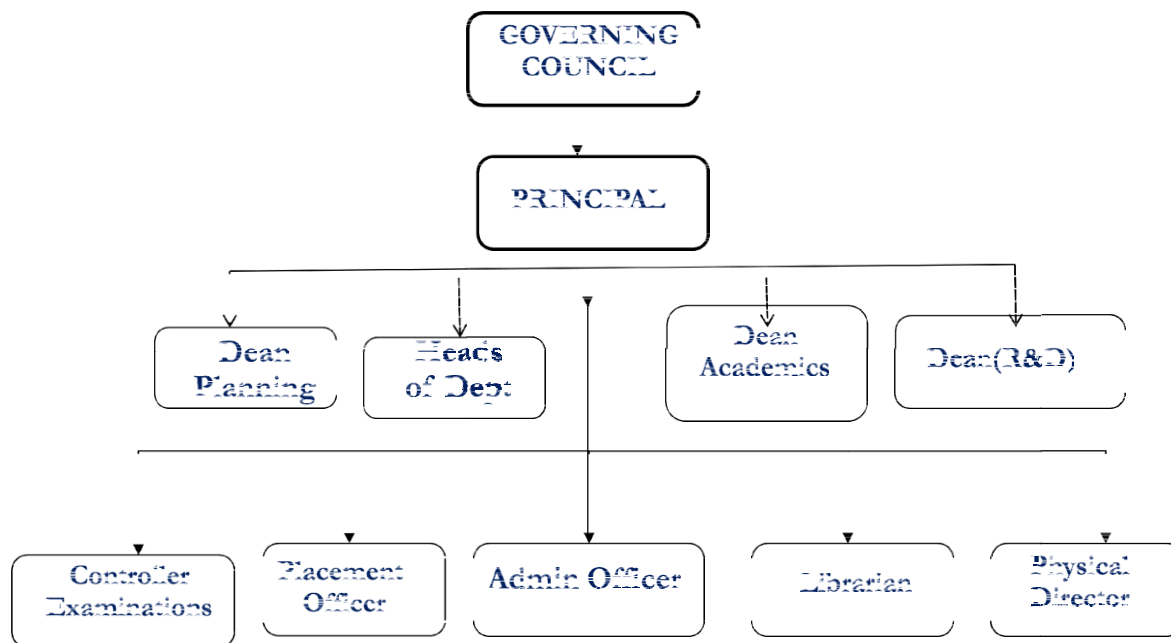 GOVERNING
COUNCIL
PRINCIPAL
Dean
Planning
Heads
of Dept
Dean
Academics
Dean(R&D)
Controller
Examinations
Placement
Officer
Admin Officer
Librarian
Physical
Director